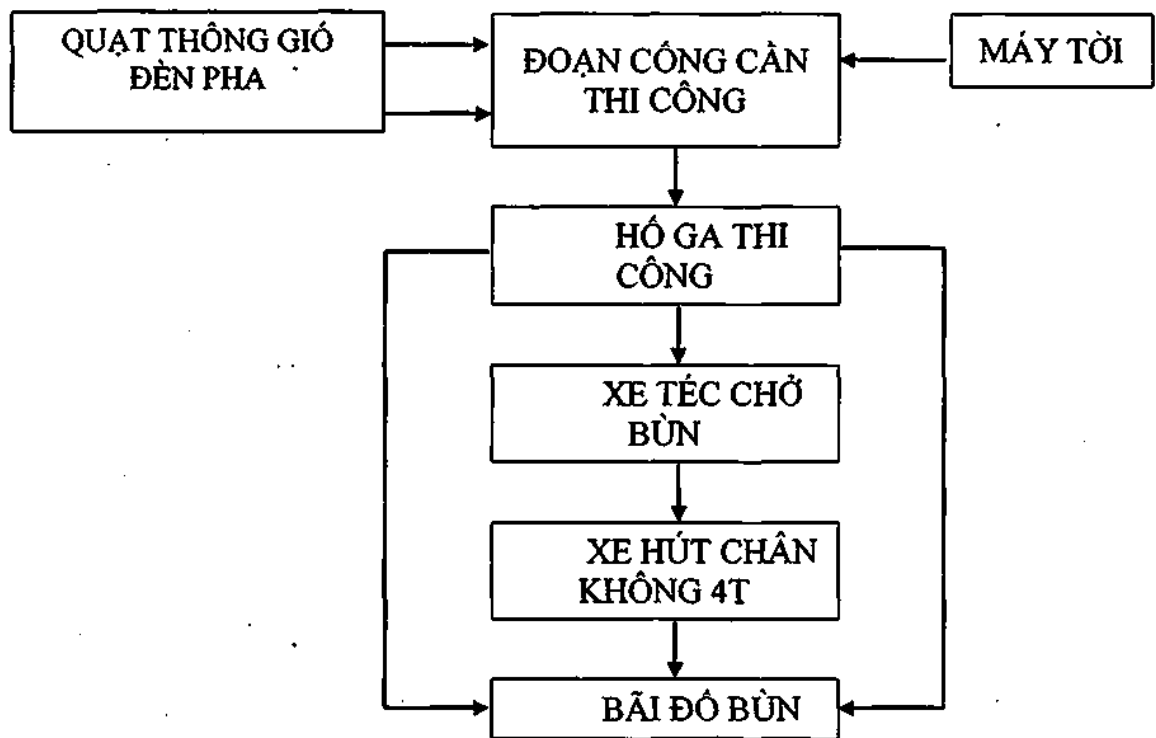 QUẠT THÔNG GIÓ
ĐÈN PHA
ĐOẠN CÔNG CẦN
THI CÔNG
MÁY TỜI
HỐ GA THI
CÔNG
XE TÉC CHỞ
BÙN
XE HÚT CHÂN
KHÔNG 4T
BÃI ĐỔ BÙN